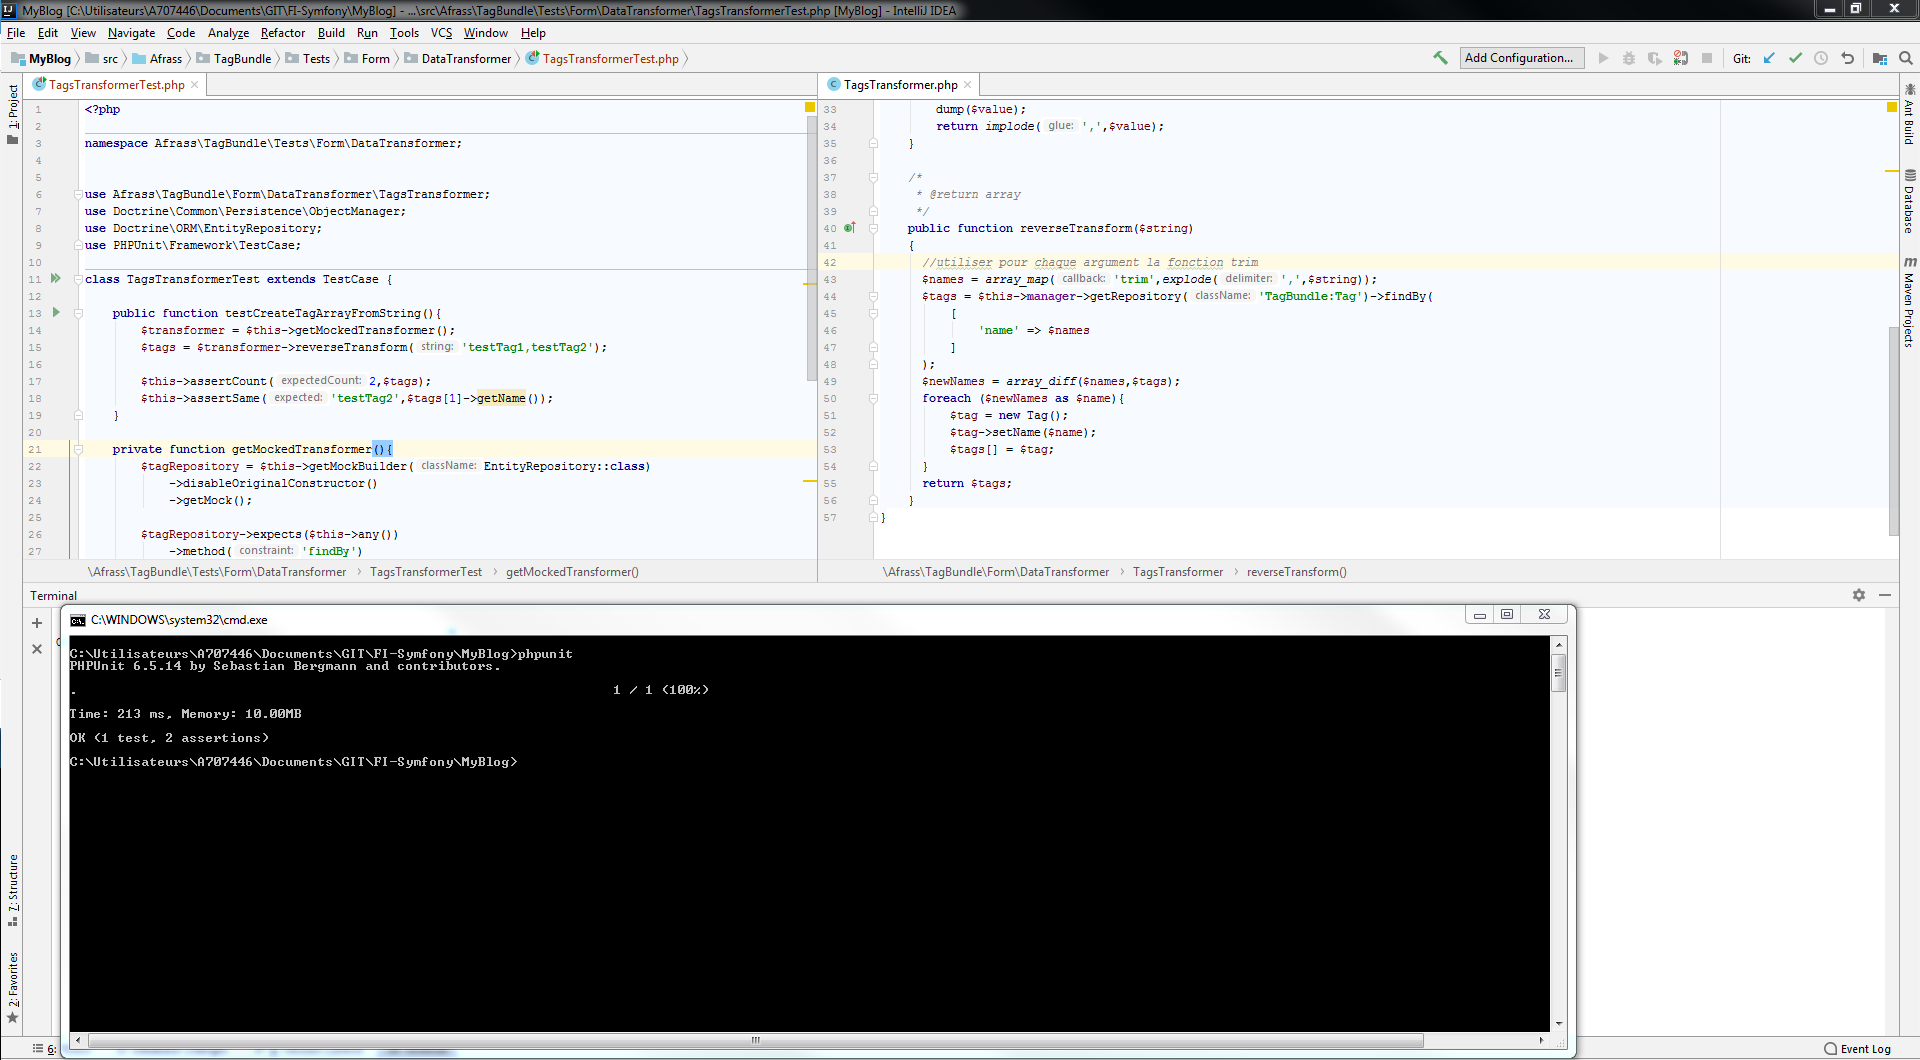 MyBlog [C:\Utilisateurs\A707446\Documents\GIT\FI-Symfony\MyBlog] - ...\src\Afrass\TagBundle\Tests\Form\DataTransformer\TagsTransformerTest.php [MyBlog] - IntelliJ IDEA
File Edit View Navigate Code Analyze Refactor Build Run Tools VCS Window Help
MyBlog src Afrass TagBundle Tests Form DataTransformer TagsTransformerTest.php Add Configuration... Git:
1: Project
7: Structure
2: Favorites
TagsTransformerTest.php
1 <?php
2
3 namespace Afrass\TagBundle\Tests\Form\DataTransformer;
4
5
6 use Afrass\TagBundle\Form\DataTransformer\TagsTransformer;
7 use Doctrine\Common\Persistence\ObjectManager;
8 use Doctrine\ORM\EntityRepository;
9 use PHPUnit\Framework\TestCase;
10
11 class TagsTransformerTest extends TestCase {
12
13 public function testCreateTagArrayFromString(){
14 $transformer = $this->getMockedTransformer();
15 $tags = $transformer->reverseTransform( string: 'testTag1,testTag2');
16
17 $this->assertCount( expectedCount: 2,$tags);
18 $this->assertSame( expected: 'testTag2',$tags[1]->getName());
19 }
20
21 private function getMockedTransformer(){
22 $tagRepository = $this->getMockBuilder( className: EntityRepository::class)
23 ->disableOriginalConstructor()
24 ->getMock();
25
26 $tagRepository->expects($this->any())
27 ->method( constraint: 'findBy')
\Afrass\TagBundle\Tests\Form\DataTransformer > TagsTransformerTest > getMockedTransformer()
TagsTransformer.php
33 dump($value);
34 return implode( glue: ',',$value);
35 }
36
37 /*
38 * @return array
39 */
40 public function reverseTransform($string)
41 {
42 //utiliser pour chaque argument la fonction trim
43 $names = array_map( callback: 'trim',explode( delimiter: ',',$string));
44 $tags = $this->manager->getRepository( className: 'TagBundle:Tag')->findBy(
45 [
46 'name' => $names
47 ]
48 );
49 $newNames = array_diff($names,$tags);
50 foreach ($newNames as $name){
51 $tag = new Tag();
52 $tag->setName($name);
53 $tags[] = $tag;
54 }
55 return $tags;
56 }
57 }
\Afrass\TagBundle\Form\DataTransformer > TagsTransformer > reverseTransform()
Ant Build
Database
Maven Projects
Terminal
C:\WINDOWS\system32\cmd.exe
C:\Utilisateurs\A707446\Documents\GIT\FI-Symfony\MyBlog>phpunit
PHPUnit 6.5.14 by Sebastian Bergmann and contributors.
. 1 / 1 (100%)
Time: 213 ms, Memory: 10.00MB
OK (1 test, 2 assertions)
C:\Utilisateurs\A707446\Documents\GIT\FI-Symfony\MyBlog>
6:
Event Log